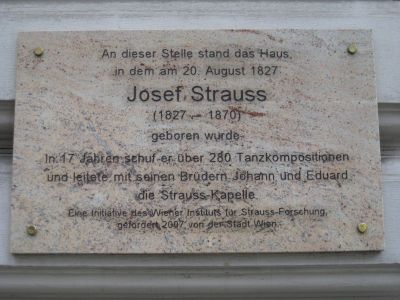 An dieser Stelle stand das Haus,
in dem am 20. August 1827
Josef Strauss
(1827 – 1870)
geboren wurde.
In 17 Jahren schuf er über 280 Tanzkompositionen
und leitete mit seinen Brüdern Johann und Eduard
die Strauss-Kapelle.
Eine Initiative des Wiener Instituts für Strauss-Forschung,
gefördert 2007 von der Stadt Wien.